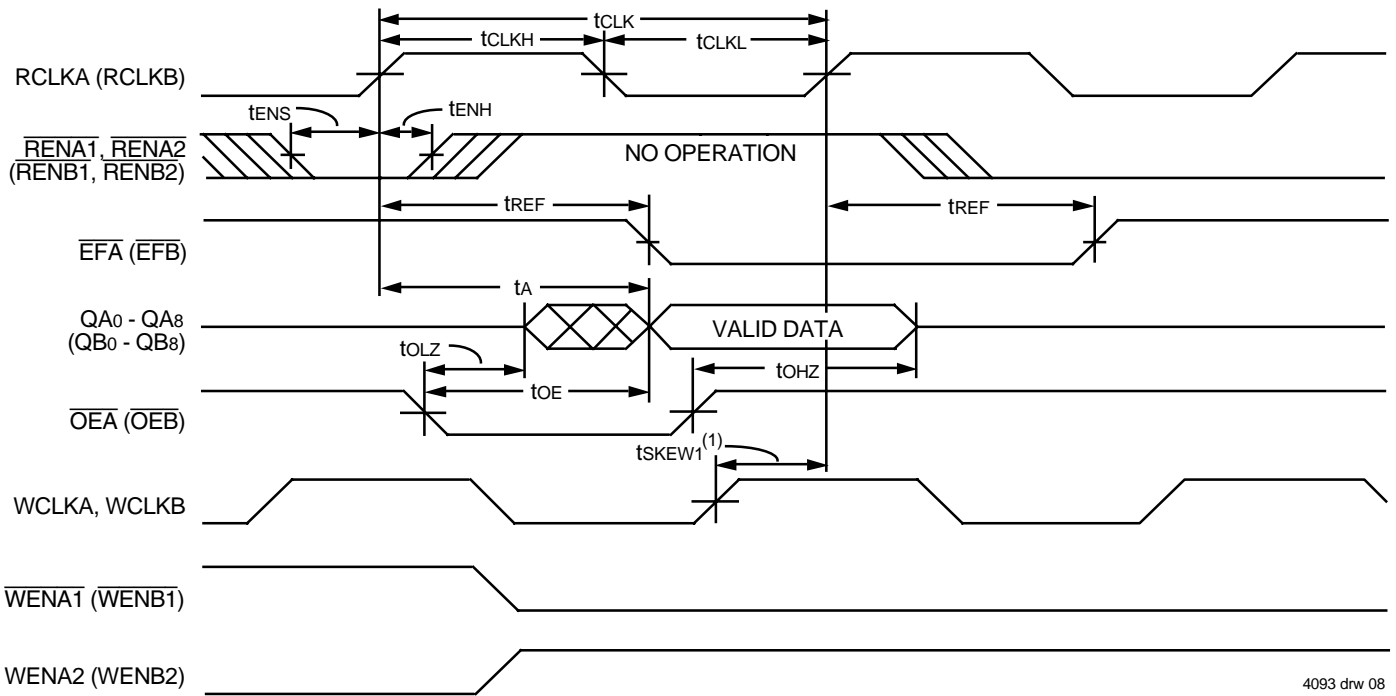 tCLK
tCLKH
tCLKL
RCLKA (RCLKB)
tENS
tENH
RENA1, RENA2
(RENB1, RENB2)
NO OPERATION
tREF
tREF
EFA (EFB)
tA
QA0 - QA8
(QB0 - QB8)
VALID DATA
tOLZ
tOHZ
tOE
OEA (OEB)
tSKEW1(1)
WCLKA, WCLKB
WENA1 (WENB1)
WENA2 (WENB2)
4093 drw 08